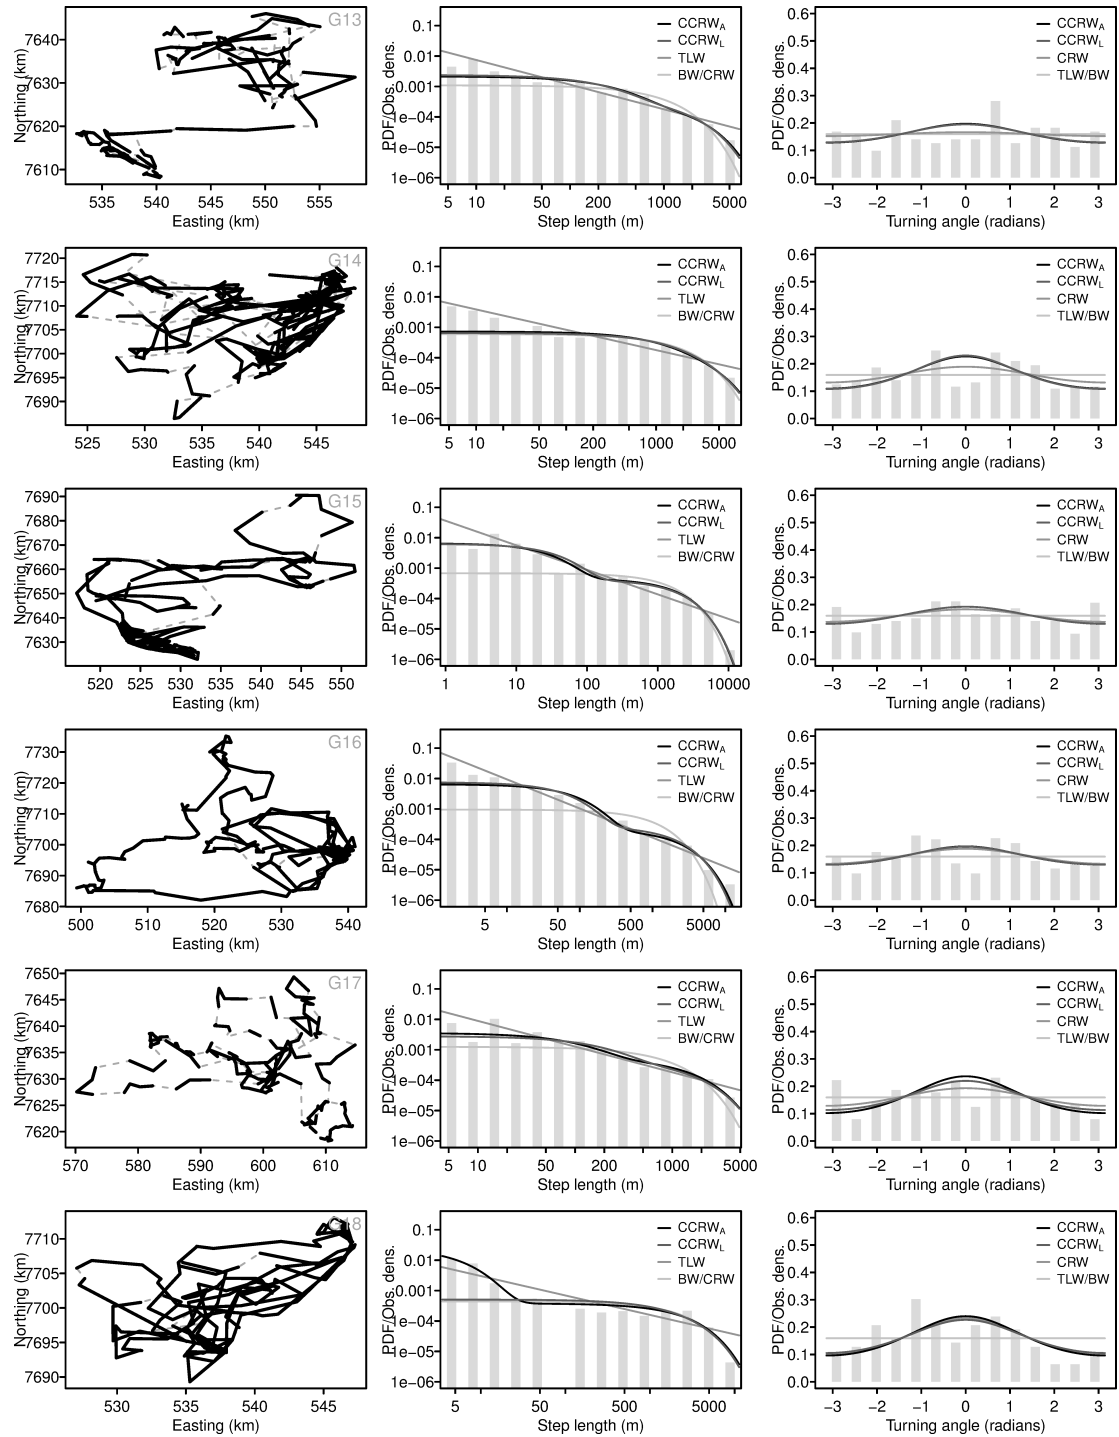 G13
Northing (km)
7640
7630
7620
7610
535 540 545 550 555
Easting (km)
PDF/Obs. dens.
0.1
0.01
0.001
1e−04
1e−05
1e−06
CCRWA
CCRWL
TLW
BW/CRW
5 10 50 200 1000 5000
Step length (m)
PDF/Obs. dens.
0.6
0.5
0.4
0.3
0.2
0.1
0.0
CCRWA
CCRWL
CRW
TLW/BW
−3 −2 −1 0 1 2 3
Turning angle (radians)
G14
Northing (km)
7720
7715
7710
7705
7700
7695
7690
525 530 535 540 545
Easting (km)
PDF/Obs. dens.
0.1
0.01
0.001
1e−04
1e−05
1e−06
CCRWA
CCRWL
TLW
BW/CRW
5 10 50 200 1000 5000
Step length (m)
PDF/Obs. dens.
0.6
0.5
0.4
0.3
0.2
0.1
0.0
CCRWA
CCRWL
CRW
TLW/BW
−3 −2 −1 0 1 2 3
Turning angle (radians)
G15
Northing (km)
7690
7680
7670
7660
7650
7640
7630
520 525 530 535 540 545 550
Easting (km)
PDF/Obs. dens.
0.1
0.01
0.001
1e−04
1e−05
1e−06
CCRWA
CCRWL
TLW
BW/CRW
1 10 100 1000 10000
Step length (m)
PDF/Obs. dens.
0.6
0.5
0.4
0.3
0.2
0.1
0.0
CCRWA
CCRWL
CRW
TLW/BW
−3 −2 −1 0 1 2 3
Turning angle (radians)
G16
Northing (km)
7730
7720
7710
7700
7690
7680
500 510 520 530 540
Easting (km)
PDF/Obs. dens.
0.1
0.01
0.001
1e−04
1e−05
1e−06
CCRWA
CCRWL
TLW
BW/CRW
5 50 500 5000
Step length (m)
PDF/Obs. dens.
0.6
0.5
0.4
0.3
0.2
0.1
0.0
CCRWA
CCRWL
CRW
TLW/BW
−3 −2 −1 0 1 2 3
Turning angle (radians)
G17
Northing (km)
7650
7645
7640
7635
7630
7625
7620
570 580 590 600 610
Easting (km)
PDF/Obs. dens.
0.1
0.01
0.001
1e−04
1e−05
1e−06
CCRWA
CCRWL
TLW
BW/CRW
5 10 50 200 1000 5000
Step length (m)
PDF/Obs. dens.
0.6
0.5
0.4
0.3
0.2
0.1
0.0
CCRWA
CCRWL
CRW
TLW/BW
−3 −2 −1 0 1 2 3
Turning angle (radians)
G18
Northing (km)
7710
7705
7700
7695
7690
530 535 540 545
Easting (km)
PDF/Obs. dens.
0.1
0.01
0.001
1e−04
1e−05
1e−06
CCRWA
CCRWL
TLW
BW/CRW
5 50 500 5000
Step length (m)
PDF/Obs. dens.
0.6
0.5
0.4
0.3
0.2
0.1
0.0
CCRWA
CCRWL
CRW
TLW/BW
−3 −2 −1 0 1 2 3
Turning angle (radians)